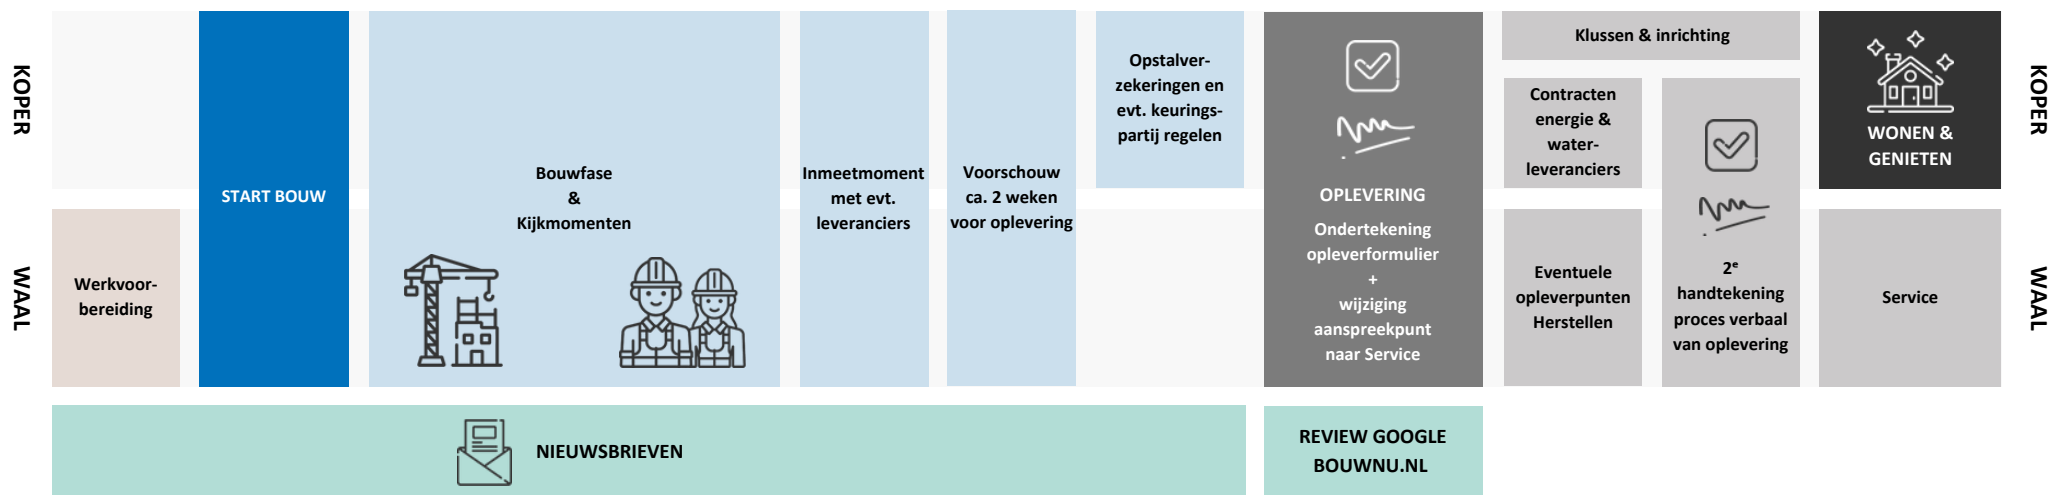 KOPER
WAAL
Werkvoor-
bereiding
START BOUW
Bouwfase
&
Kijkmomenten
Inmeetmoment
met evt.
leveranciers
Voorschouw
ca. 2 weken
voor oplevering
Opstalver-
zekeringen en
evt. keurings-
partij regelen
OPLEVERING
Ondertekening
opleverformulier
+
wijziging
aanspreekpunt
naar Service
Klussen & inrichting
Contracten
energie &
water-
leveranciers
Eventuele
opleverpunten
Herstellen
2e
handtekening
proces verbaal
van oplevering
WONEN &
GENIETEN
Service
KOPER
WAAL
NIEUWSBRIEVEN
REVIEW GOOGLE
BOUWNU.NL